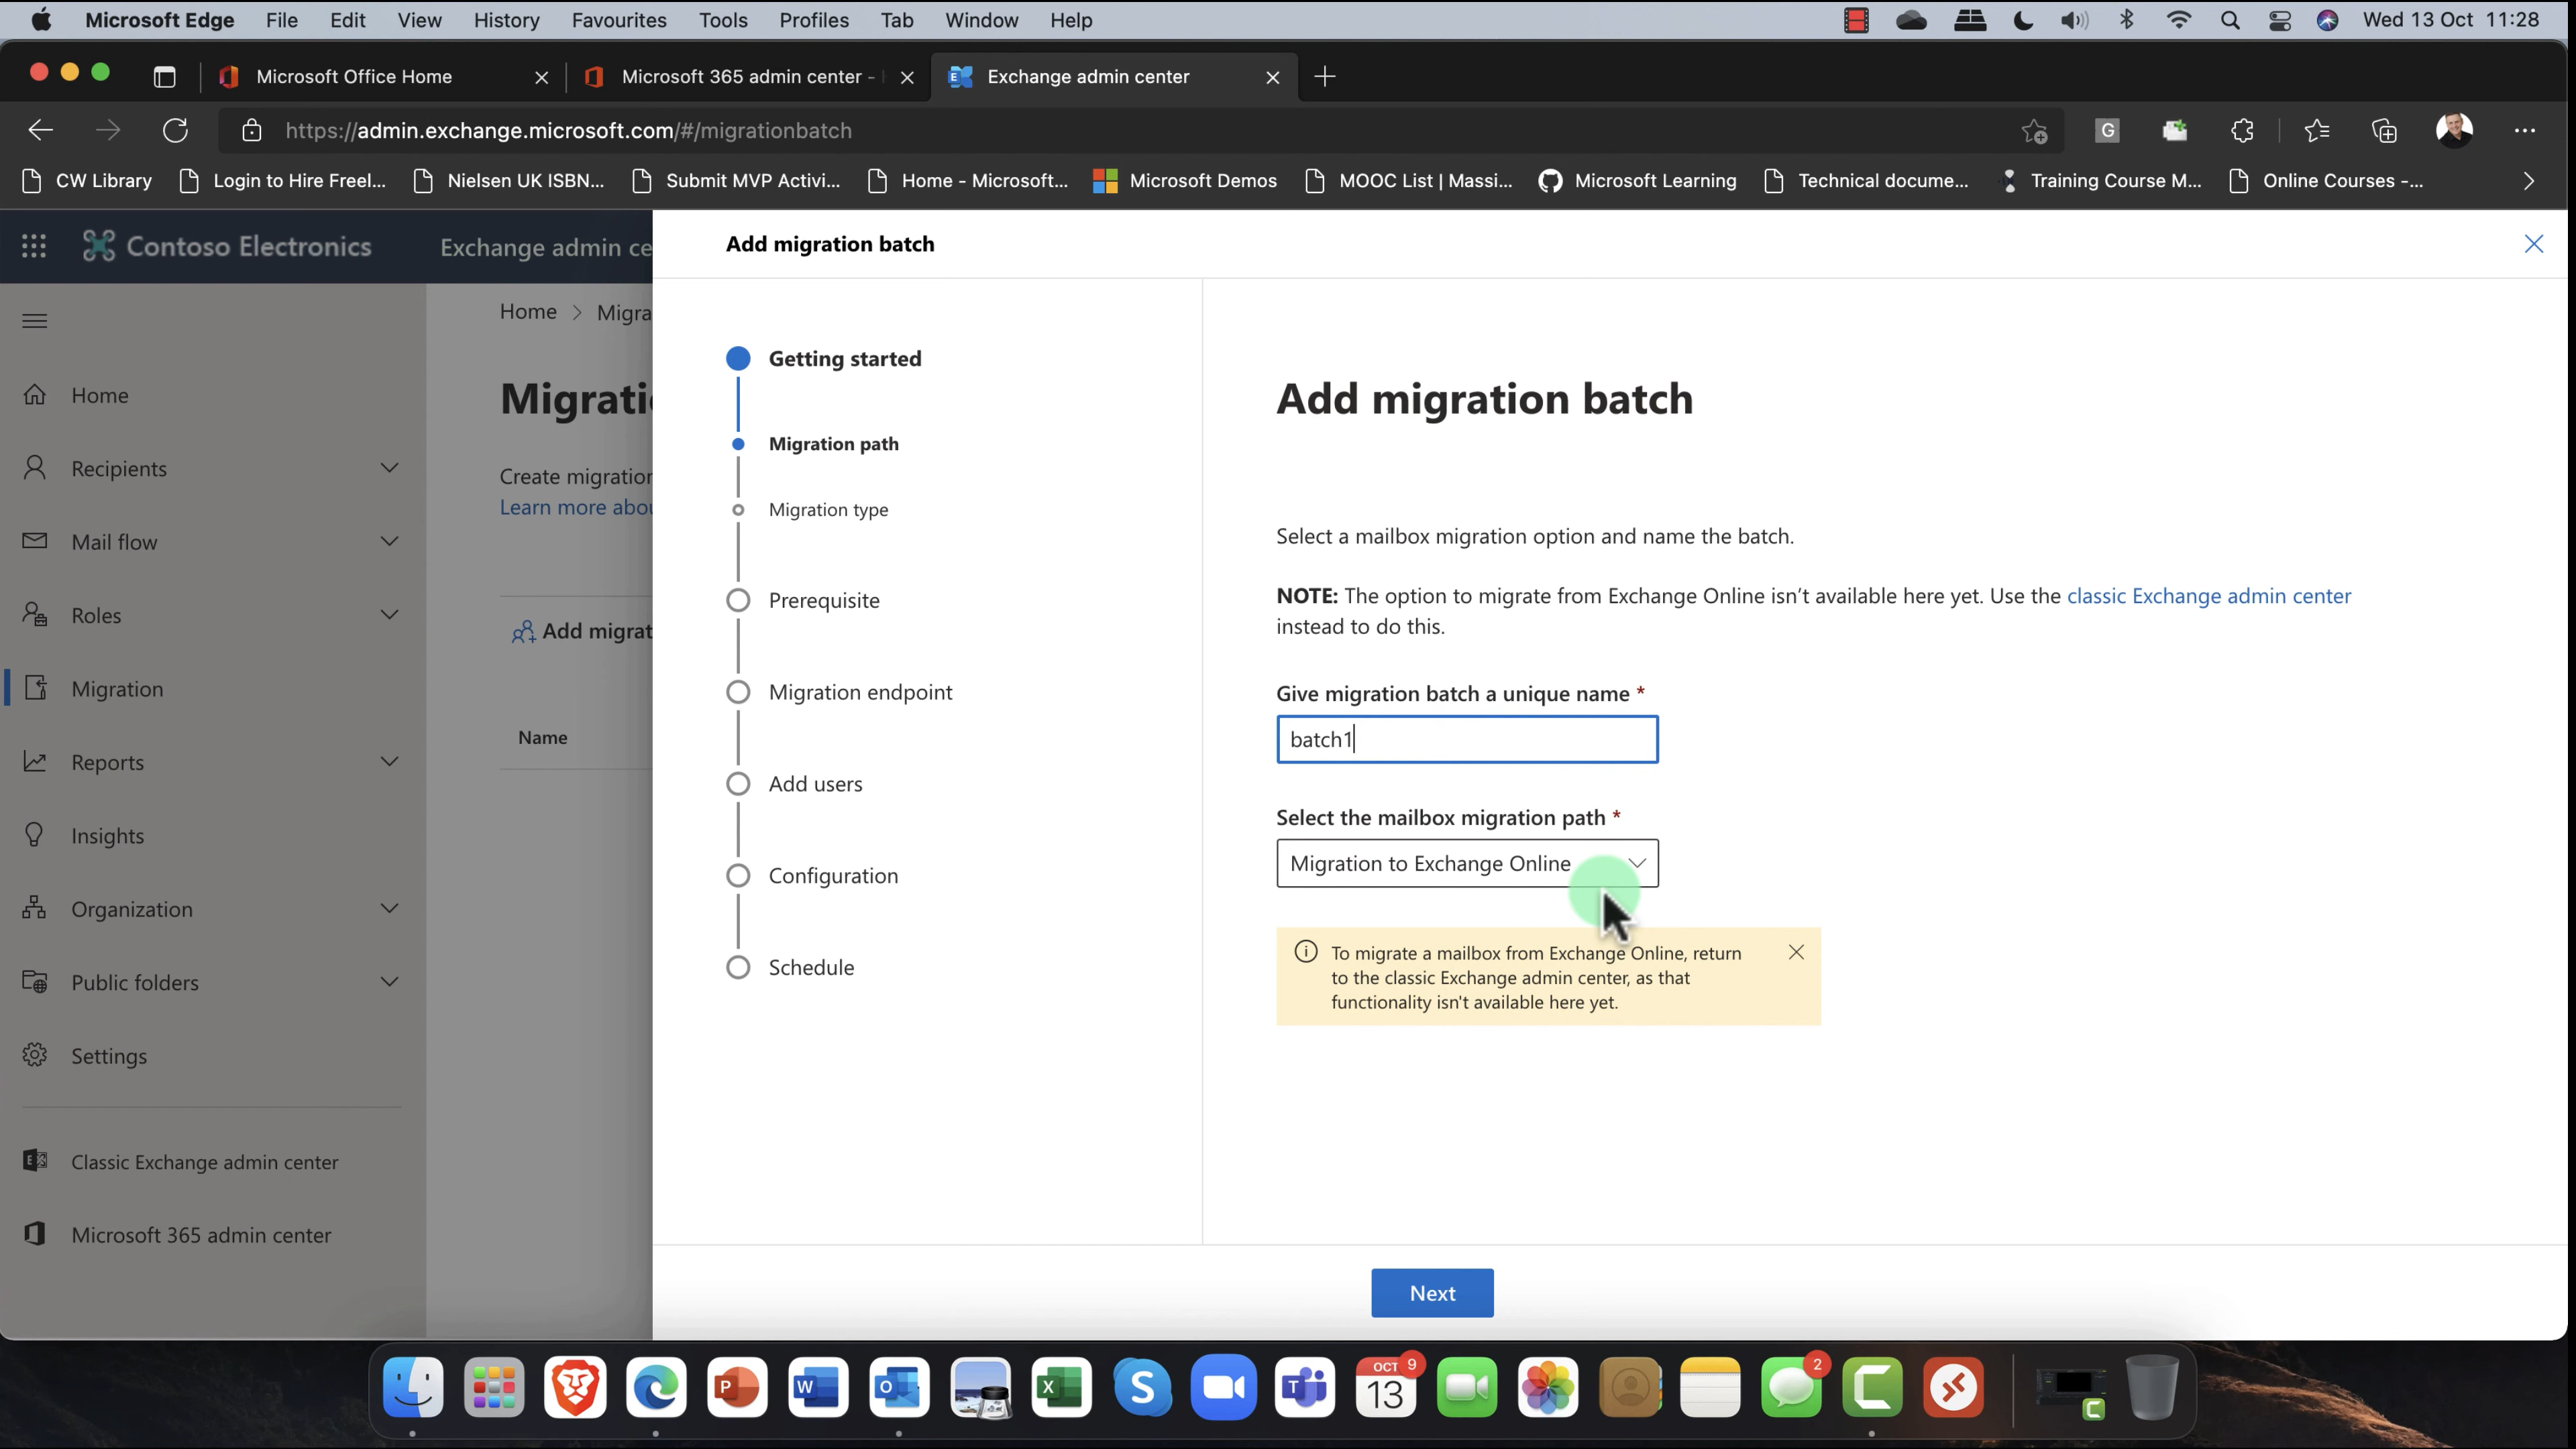 Microsoft Edge File Edit View History Favourites Tools Profiles Tab Window Help Wed 13 Oct 11:28
Microsoft Office Home Microsoft 365 admin center - Exchange admin center
https://admin.exchange.microsoft.com/#/migrationbatch
G
CW Library Login to Hire Freel... Nielsen UK ISBN... Submit MVP Activi... Home - Microsoft... Microsoft Demos MOOC List | Massi... Microsoft Learning Technical docume... Training Course M... Online Courses -...
Contoso Electronics Exchange admin ce
Home
Recipients
Mail flow
Roles
Migration
Reports
Insights
Organization
Public folders
Settings
Classic Exchange admin center
Microsoft 365 admin center
Home > Migra
Migrati
Create migration
Learn more abou
Add migrat
Name
Add migration batch
Getting started
Migration path
Migration type
Prerequisite
Migration endpoint
Add users
Configuration
Schedule
Add migration batch
Select a mailbox migration option and name the batch.
NOTE: The option to migrate from Exchange Online isn't available here yet. Use the classic Exchange admin center
instead to do this.
Give migration batch a unique name *
batch1
Select the mailbox migration path *
Migration to Exchange Online
To migrate a mailbox from Exchange Online, return
to the classic Exchange admin center, as that
functionality isn't available here yet.
Next
P W O X S T OCT 9 13 2 C C